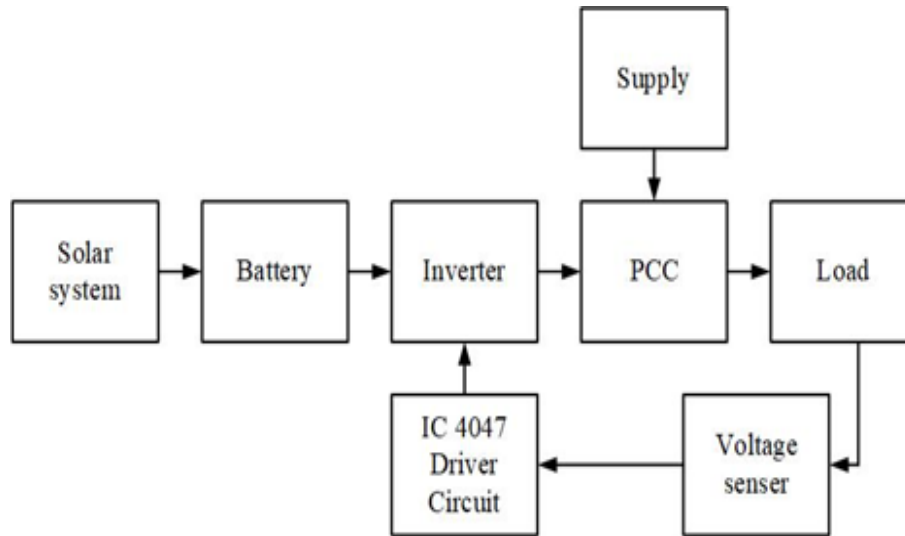 Supply
Solar
system
Battery
Inverter
PCC
Load
IC 4047
Driver
Circuit
Voltage
senser